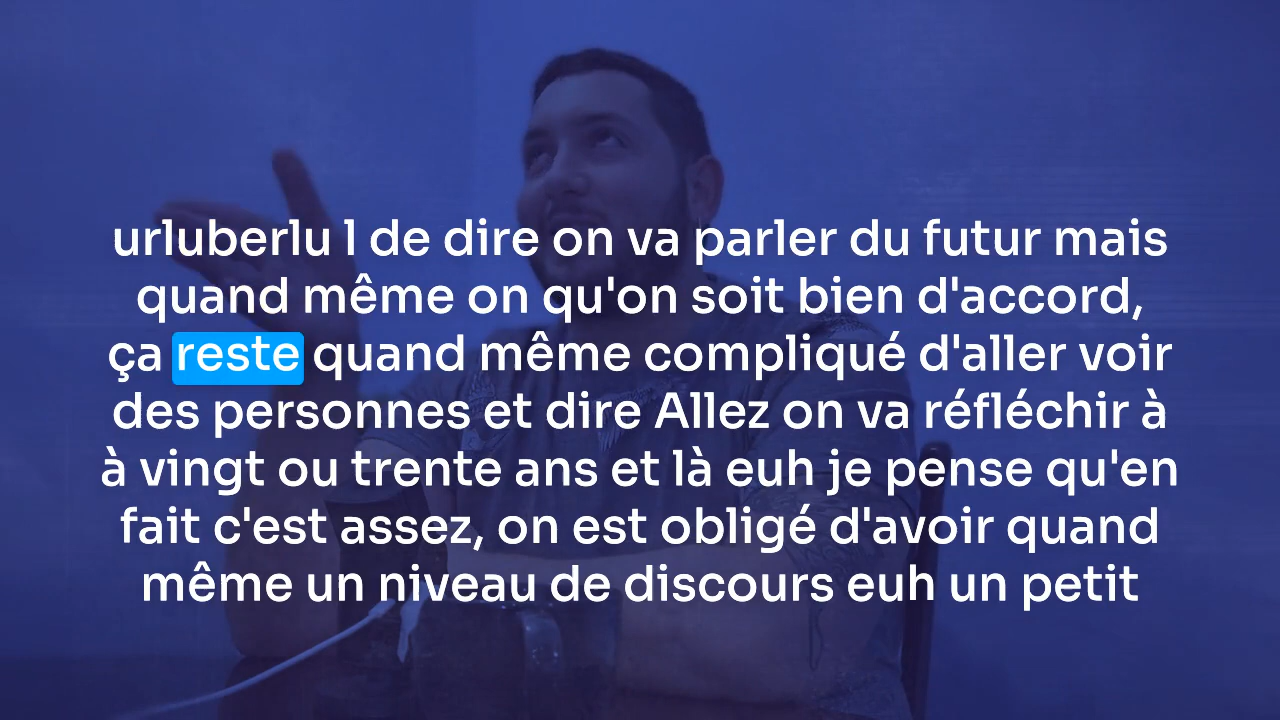 urluberlu l de dire on va parler du futur mais
quand même on qu'on soit bien d'accord,
ça reste quand même compliqué d'aller voir
des personnes et dire Allez on va réfléchir à
à vingt ou trente ans et là euh je pense qu'en
fait c'est assez, on est obligé d'avoir quand
même un niveau de discours euh un petit